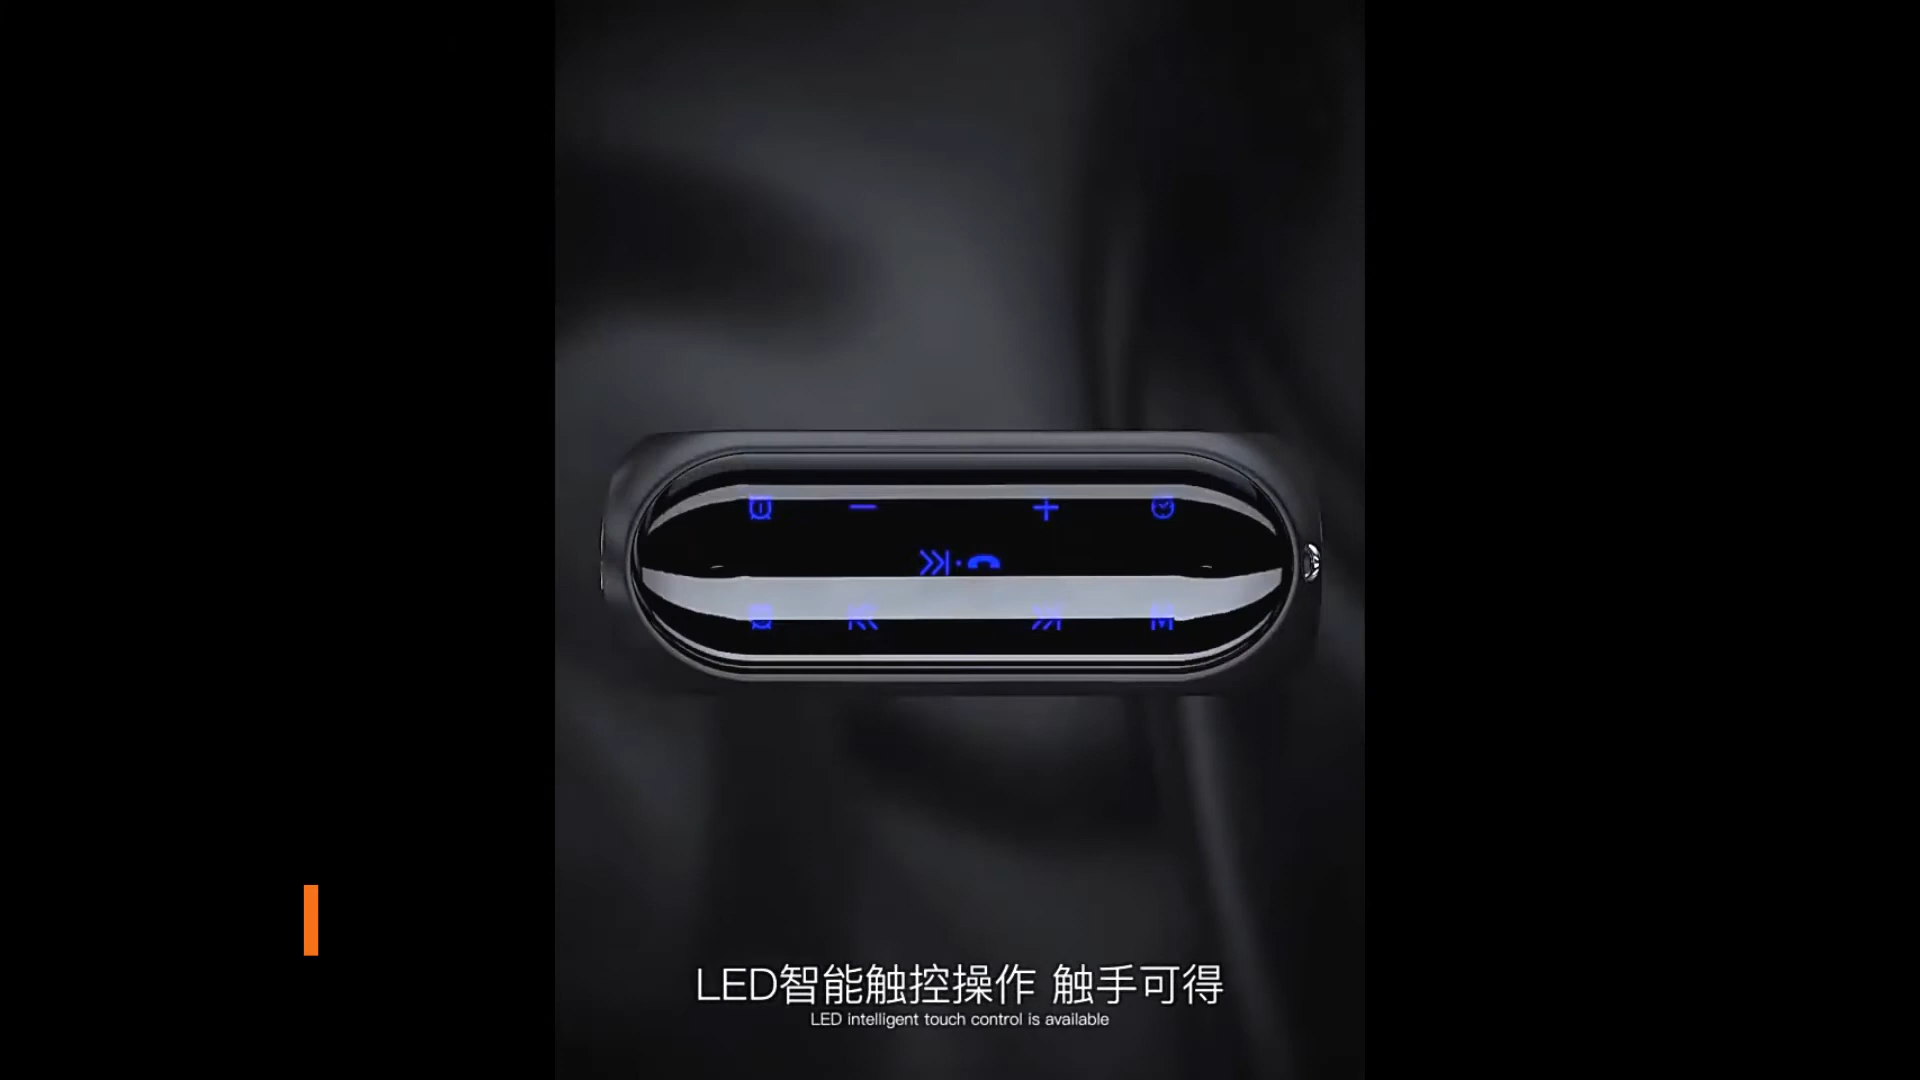 M
LED智能触控操作 触手可得
LED intelligent touch control is available